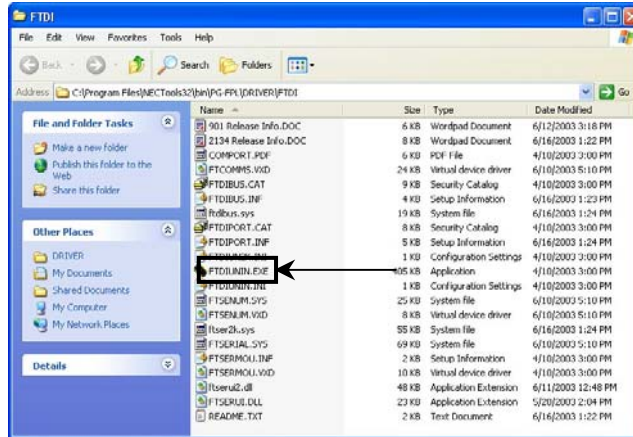 FTDI
File Edit View Favorites Tools Help
Back Search Folders
Address C:\Program Files\NECTools32\bin\PG-FPL\DRIVER\FTDI Go
Name Size Type Date Modified
File and Folder Tasks
Make a new folder
Publish this folder to the Web
Share this folder
Other Places
DRIVER
My Documents
Shared Documents
My Computer
My Network Places
Details
901 Release Info.DOC 6 KB Wordpad Document 6/12/2003 3:18 PM
2134 Release Info.DOC 8 KB Wordpad Document 6/16/2003 1:22 PM
COMPORT.PDF 6 KB PDF File 4/10/2003 3:00 PM
FTCOMMS.VXD 24 KB Virtual device driver 6/10/2003 5:10 PM
FTDIBUS.CAT 9 KB Security Catalog 4/10/2003 3:00 PM
FTDIBUS.INF 4 KB Setup Information 6/16/2003 1:23 PM
ftdibus.sys 19 KB System file 6/16/2003 1:24 PM
FTDIPORT.CAT 8 KB Security Catalog 4/10/2003 3:00 PM
FTDIPORT.INF 5 KB Setup Information 6/16/2003 1:24 PM
1 KB Configuration Settings 4/10/2003 3:00 PM
FTDIUNIN.EXE 405 KB Application 4/10/2003 3:00 PM
FTDIUNIN.INI 1 KB Configuration Settings 4/10/2003 3:00 PM
FTSENUM.SYS 25 KB System file 6/10/2003 5:10 PM
FTSENUM.VXD 8 KB Virtual device driver 6/10/2003 5:10 PM
ftser2k.sys 55 KB System file 6/16/2003 1:24 PM
FTSERIAL.SYS 69 KB System file 6/10/2003 5:10 PM
FTSERMOU.INF 2 KB Setup Information 4/10/2003 3:00 PM
FTSERMOU.VXD 10 KB Virtual device driver 4/10/2003 3:00 PM
ftserui2.dll 48 KB Application Extension 6/11/2003 12:48 PM
FTSERUI.DLL 23 KB Application Extension 5/20/2003 2:04 PM
README.TXT 2 KB Text Document 6/16/2003 1:22 PM